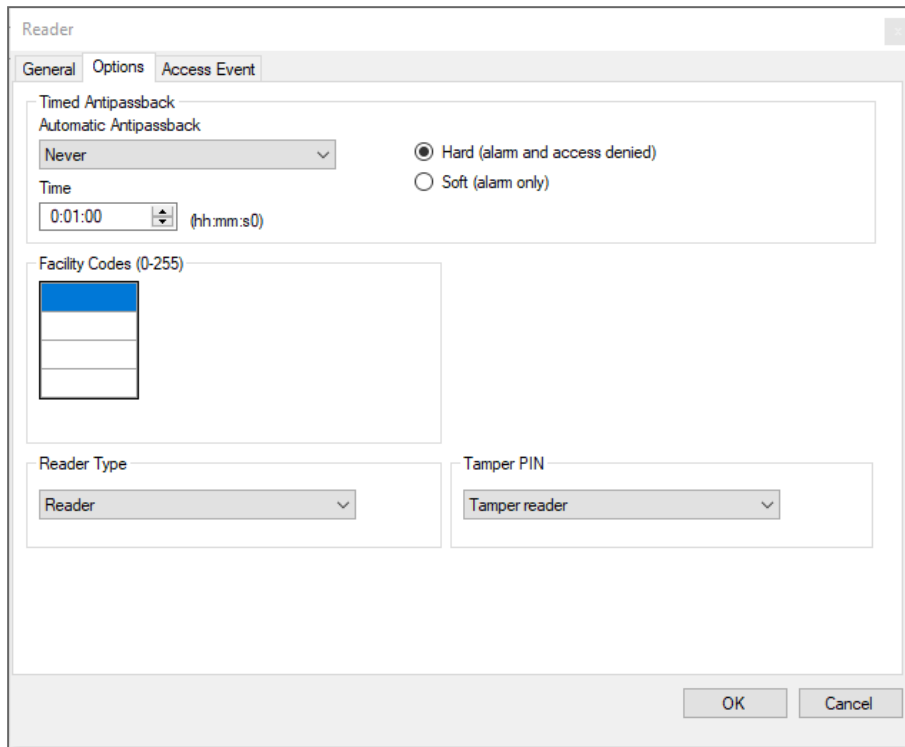 Reader
General Options Access Event
Timed Antipassback
Automatic Antipassback
Never
Hard (alarm and access denied)
Soft (alarm only)
Time
0:01:00 (hh:mm:s0)
Facility Codes (0-255)
Reader Type
Reader
Tamper PIN
Tamper reader
OK Cancel